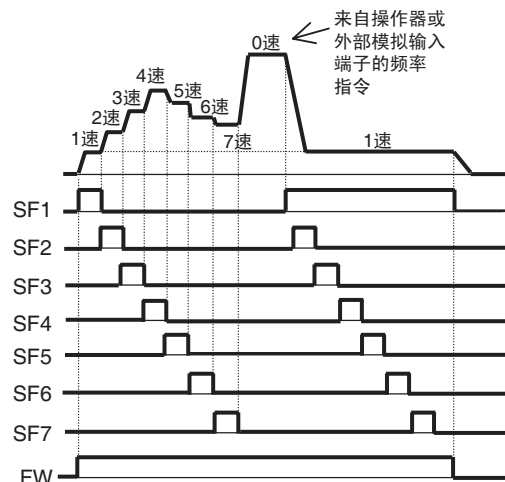 0速
来自操作器或
外部模拟输入
端子的频率
指令
4速
3速
5速
2速
6速
1速
7速
1速
SF1
SF2
SF3
SF4
SF5
SF6
SF7
FW